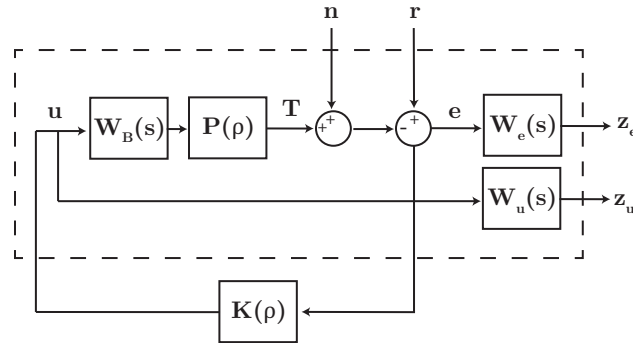 n r
u W_B(s) P(ρ) T + + - + e W_e(s) z_e
W_u(s) z_u
K(ρ)